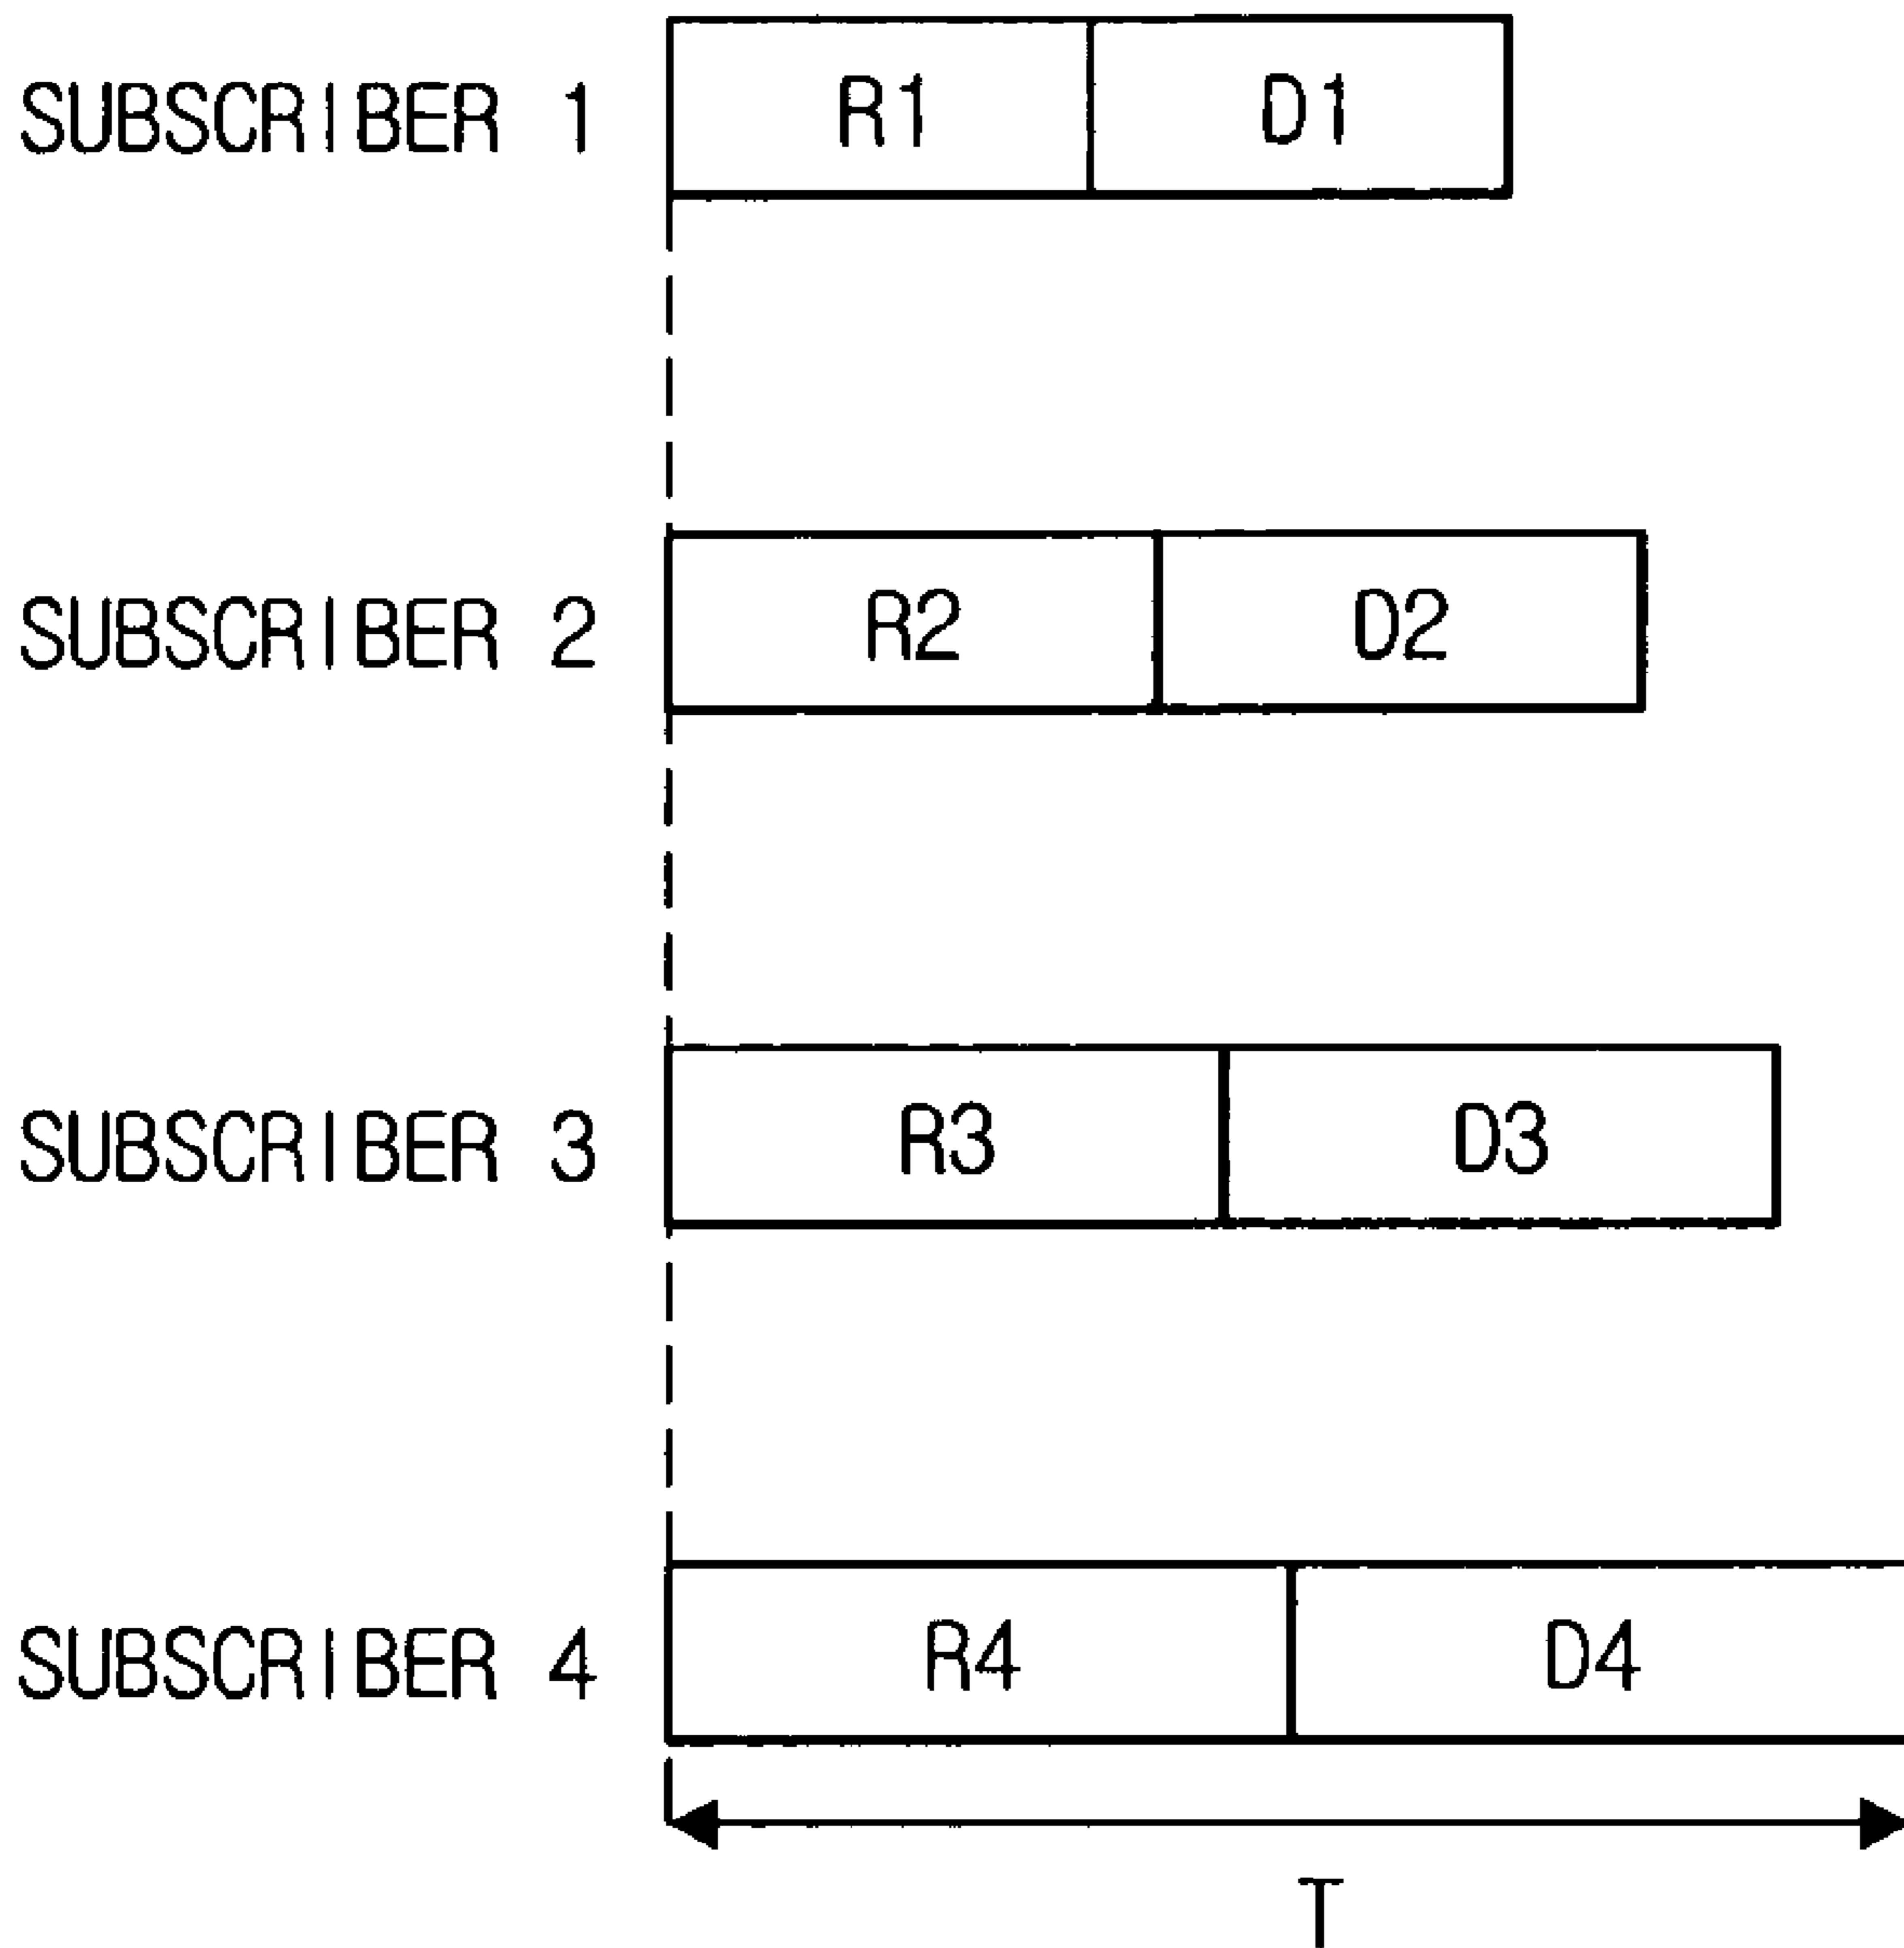 SUBSCRIBER 1 R1 D1
SUBSCRIBER 2 R2 D2
SUBSCRIBER 3 R3 D3
SUBSCRIBER 4 R4 D4
T